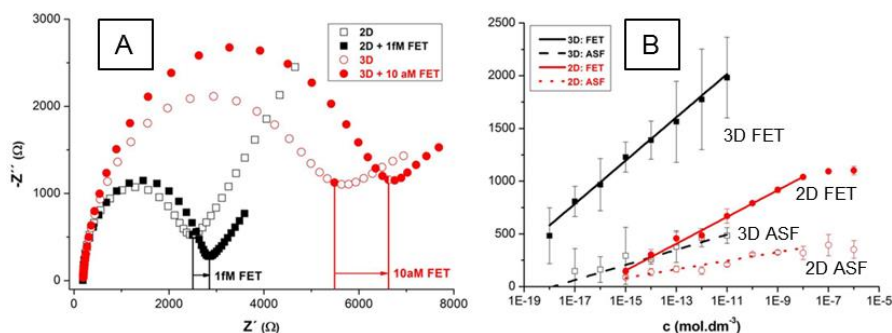 A
3000
2000
1000
0
-Z´´ (Ω)
2D
2D + 1fM FET
3D
3D + 10 aM FET
1fM FET
10aM FET
0 2000 4000 6000 8000
Z´ (Ω)
B
3D: FET
3D: ASF
2D: FET
2D: ASF
3000
2500
2000
1500
1000
500
0
3D FET
2D FET
3D ASF
2D ASF
1E-19 1E-17 1E-15 1E-13 1E-11 1E-9 1E-7 1E-5
c (mol.dm⁻³)